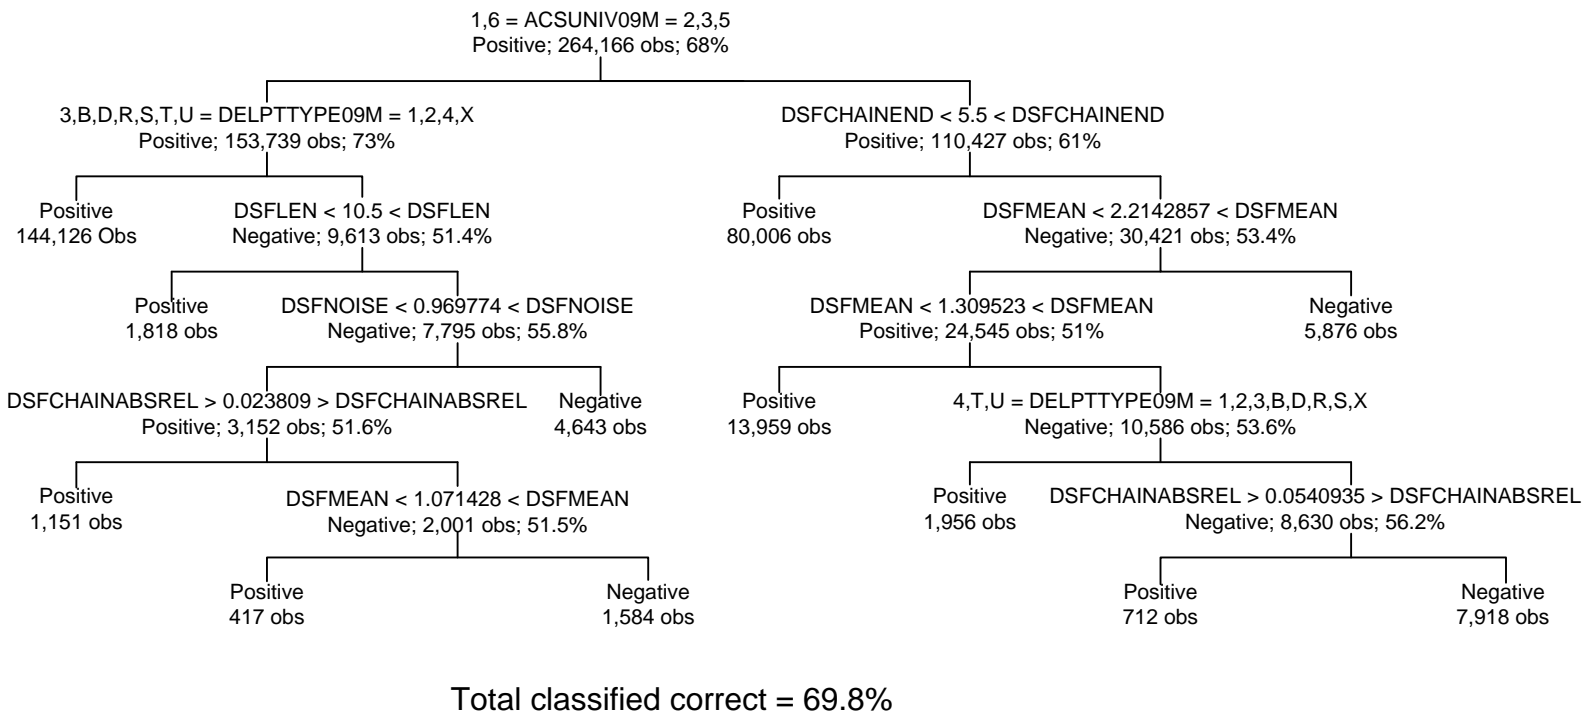 1,6 = ACSUNIV09M = 2,3,5
Positive; 264,166 obs; 68%
3,B,D,R,S,T,U = DELPTTYPE09M = 1,2,4,X
Positive; 153,739 obs; 73%
DSFCHAINEND < 5.5 < DSFCHAINEND
Positive; 110,427 obs; 61%
Positive
144,126 Obs
DSFLEN < 10.5 < DSFLEN
Negative; 9,613 obs; 51.4%
Positive
80,006 obs
DSFMEAN < 2.2142857 < DSFMEAN
Negative; 30,421 obs; 53.4%
Positive
1,818 obs
DSFNOISE < 0.969774 < DSFNOISE
Negative; 7,795 obs; 55.8%
DSFMEAN < 1.309523 < DSFMEAN
Positive; 24,545 obs; 51%
Negative
5,876 obs
DSFCHAINABSREL > 0.023809 > DSFCHAINABSREL
Positive; 3,152 obs; 51.6%
Negative
4,643 obs
Positive
13,959 obs
4,T,U = DELPTTYPE09M = 1,2,3,B,D,R,S,X
Negative; 10,586 obs; 53.6%
Positive
1,151 obs
DSFMEAN < 1.071428 < DSFMEAN
Negative; 2,001 obs; 51.5%
Positive
1,956 obs
DSFCHAINABSREL > 0.0540935 > DSFCHAINABSREL
Negative; 8,630 obs; 56.2%
Positive
417 obs
Negative
1,584 obs
Positive
712 obs
Negative
7,918 obs
Total classified correct = 69.8%